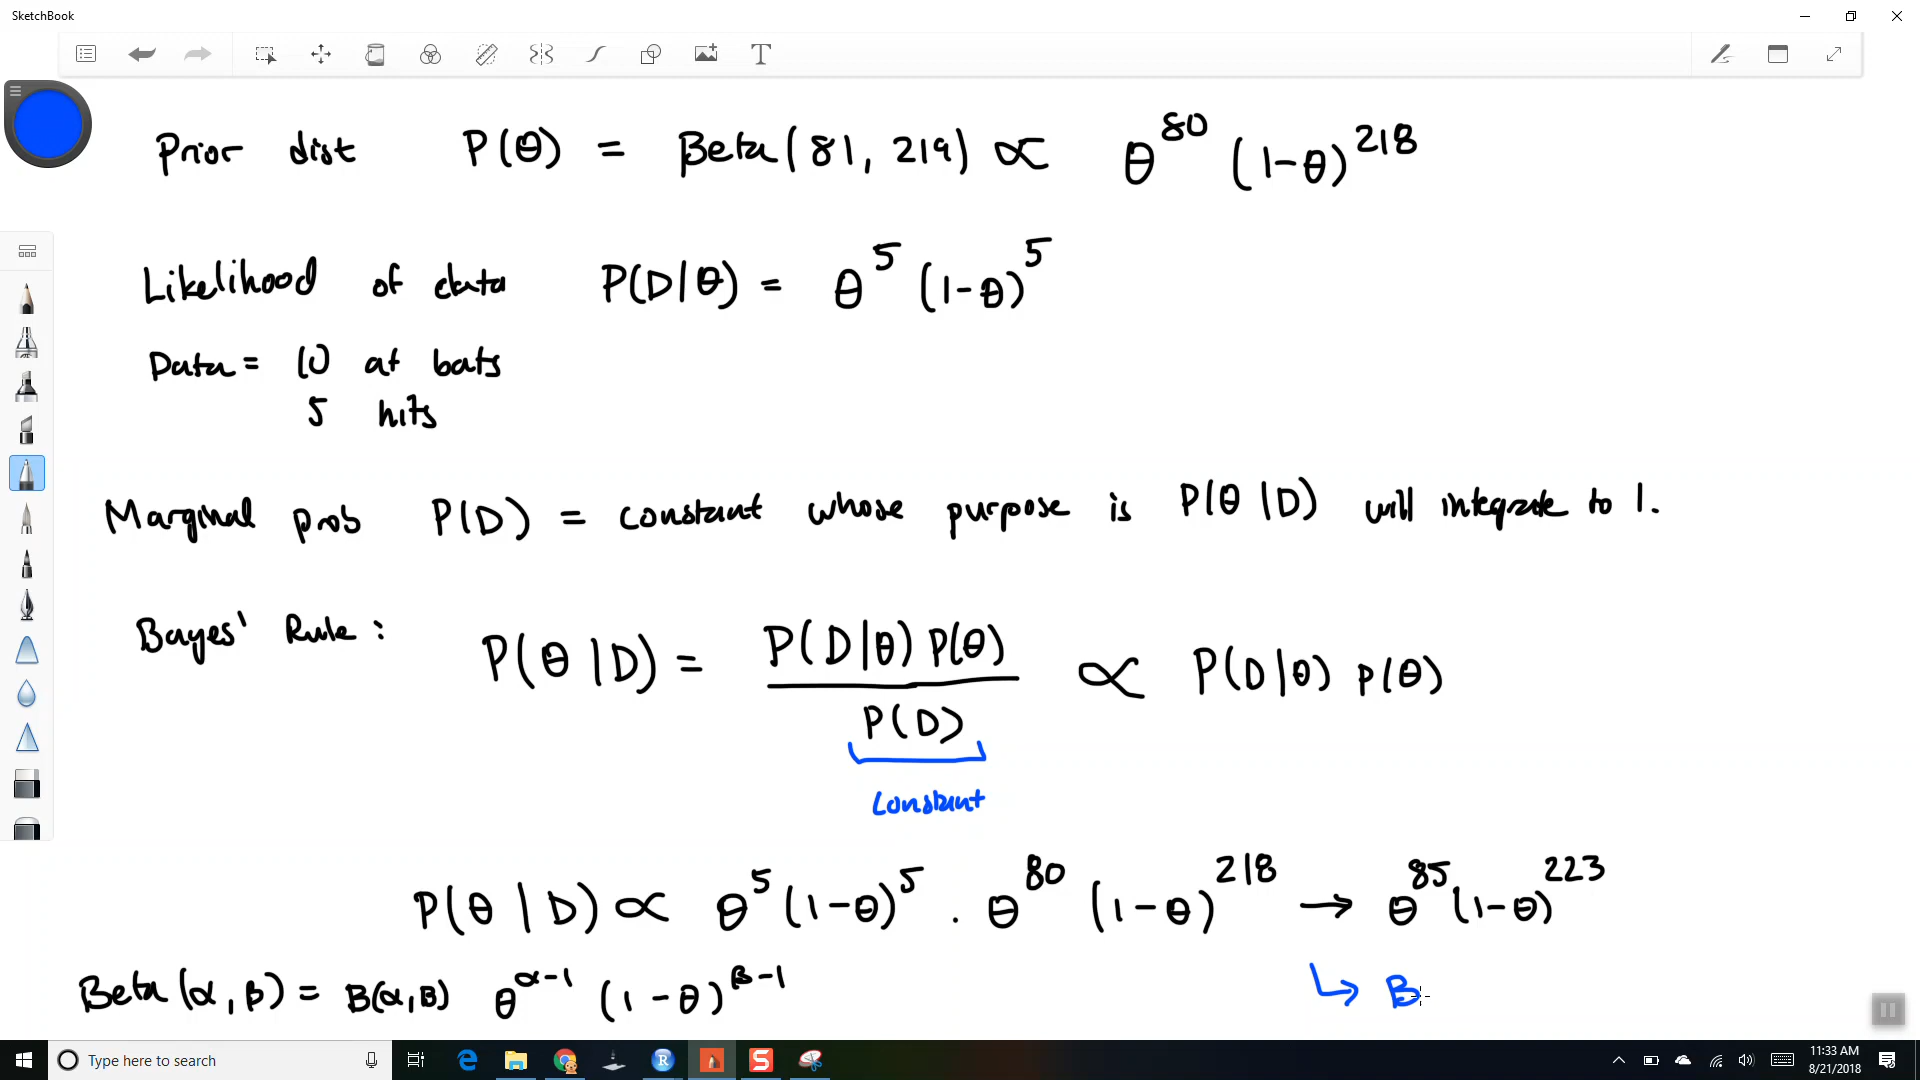 SketchBook
Prior dist P(θ) = Beta(81, 219) ∝ θ^80 (1-θ)^218
Likelihood of data P(D|θ) = θ^5 (1-θ)^5
Data = 10 at bats
5 hits
Marginal prob P(D) = constant whose purpose is P(θ|D) will integrate to 1.
Bayes' Rule: P(θ|D) = P(D|θ) P(θ) / P(D) ∝ P(D|θ) P(θ)
Constant
P(θ|D) ∝ θ^5 (1-θ)^5 . θ^80 (1-θ)^218 → θ^85 (1-θ)^223
Beta(α, β) = B(α, β) θ^α-1 (1-θ)^β-1 ↳ B
Type here to search
11:33 AM
8/21/2018